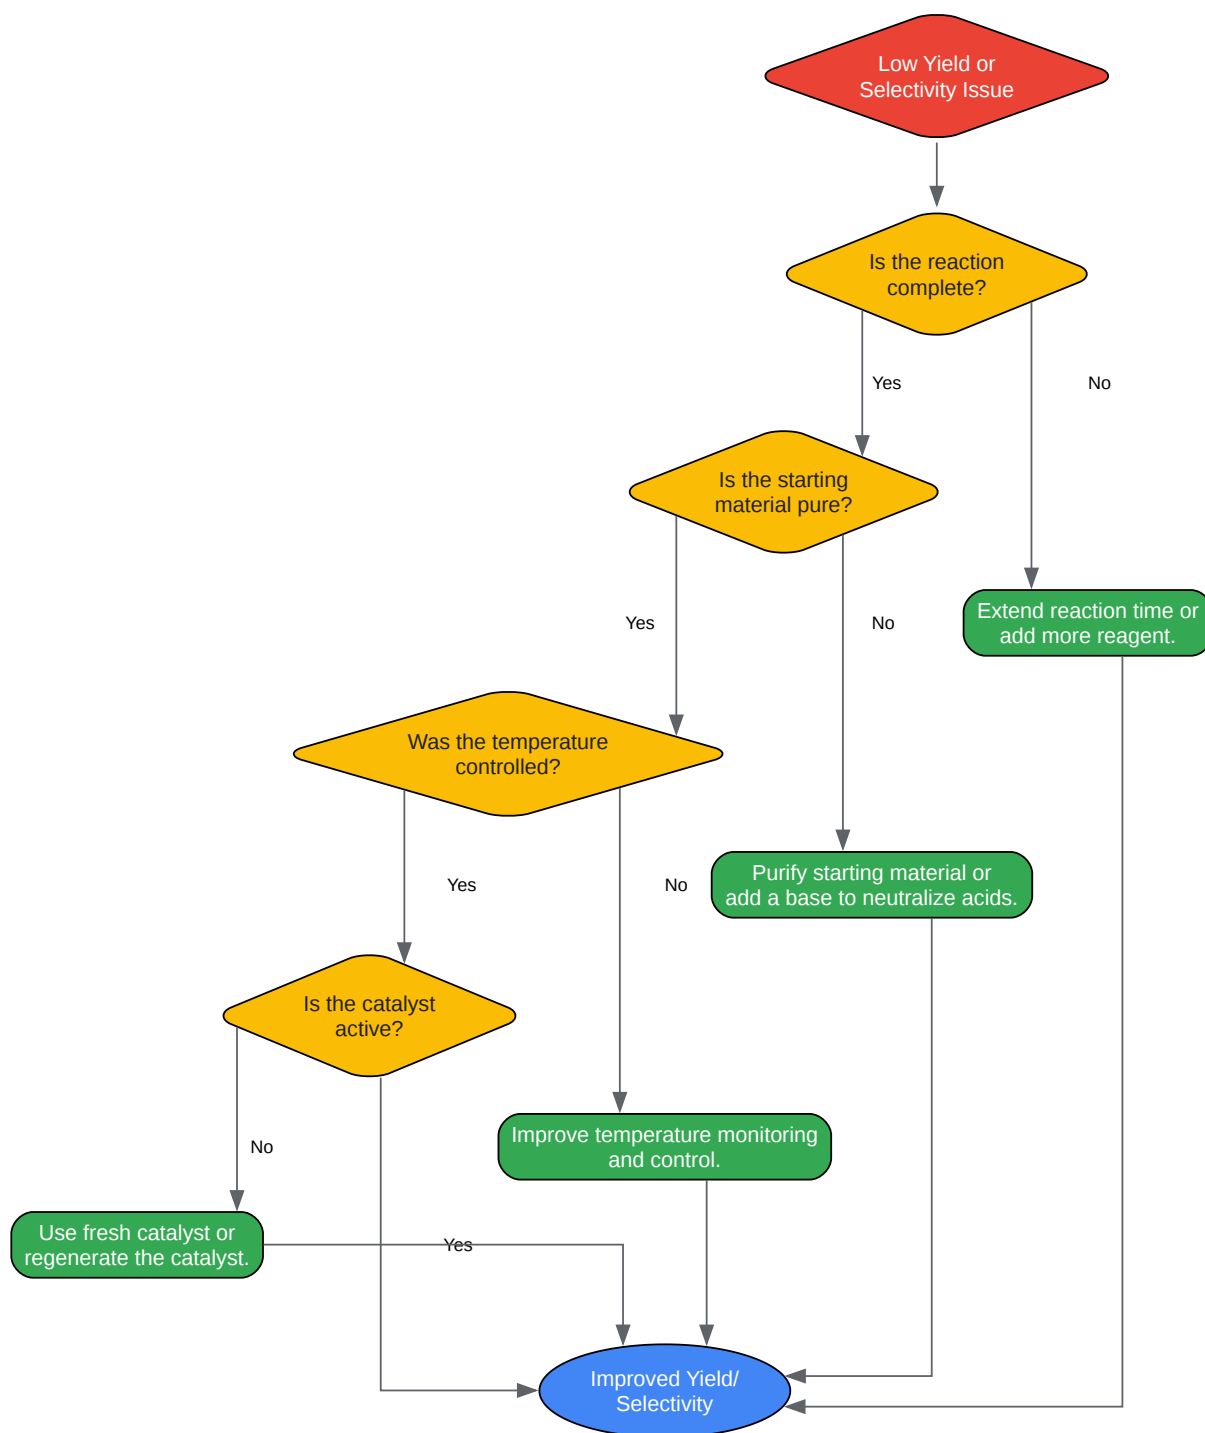 Low Yield or
Selectivity Issue
Is the reaction
complete?
Yes
No
Is the starting
material pure?
Extend reaction time or
add more reagent.
Yes
No
Was the temperature
controlled?
Purify starting material or
add a base to neutralize acids.
Yes
No
Is the catalyst
active?
Improve temperature monitoring
and control.
No
Use fresh catalyst or
regenerate the catalyst.
Yes
Improved Yield/
Selectivity